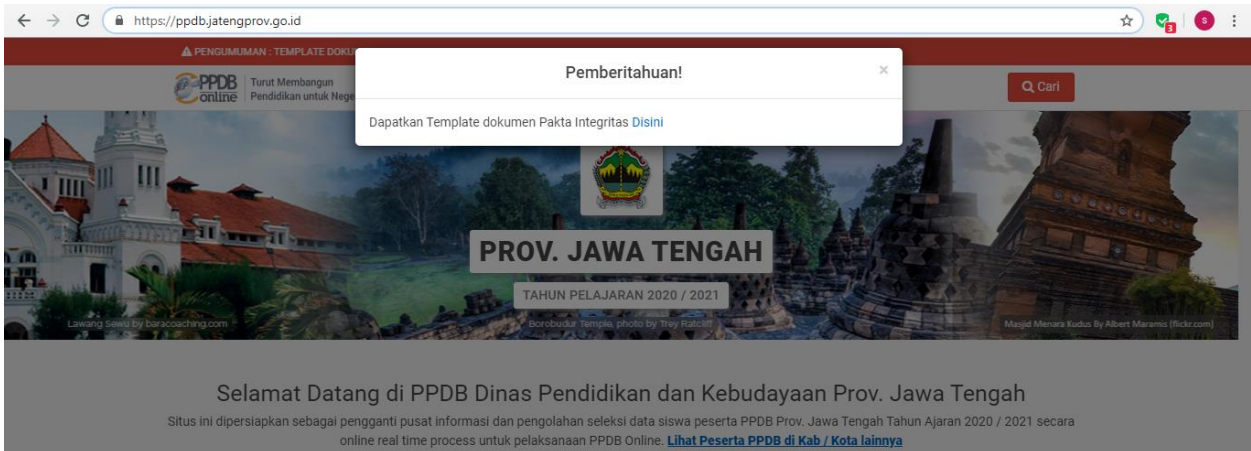 https://ppdb.jatengprov.go.id
S
3
PENGUMUMAN : TEMPLATE DOKU
Pemberitahuan!
×
PPDB
online
Turut Membangun
Pendidikan untuk Nege
Cari
Dapatkan Template dokumen Pakta Integritas Disini
PROV. JAWA TENGAH
TAHUN PELAJARAN 2020 / 2021
Lawang Sewu by baracoaching.com
Borobudur Temple, photo by Trey Ratcliff
Masjid Menara Kudus By Albert Maramis (flickr.com)
Selamat Datang di PPDB Dinas Pendidikan dan Kebudayaan Prov. Jawa Tengah
Situs ini dipersiapkan sebagai pengganti pusat informasi dan pengolahan seleksi data siswa peserta PPDB Prov. Jawa Tengah Tahun Ajaran 2020 / 2021 secara
online real time process untuk pelaksanaan PPDB Online. Lihat Peserta PPDB di Kab / Kota lainnya